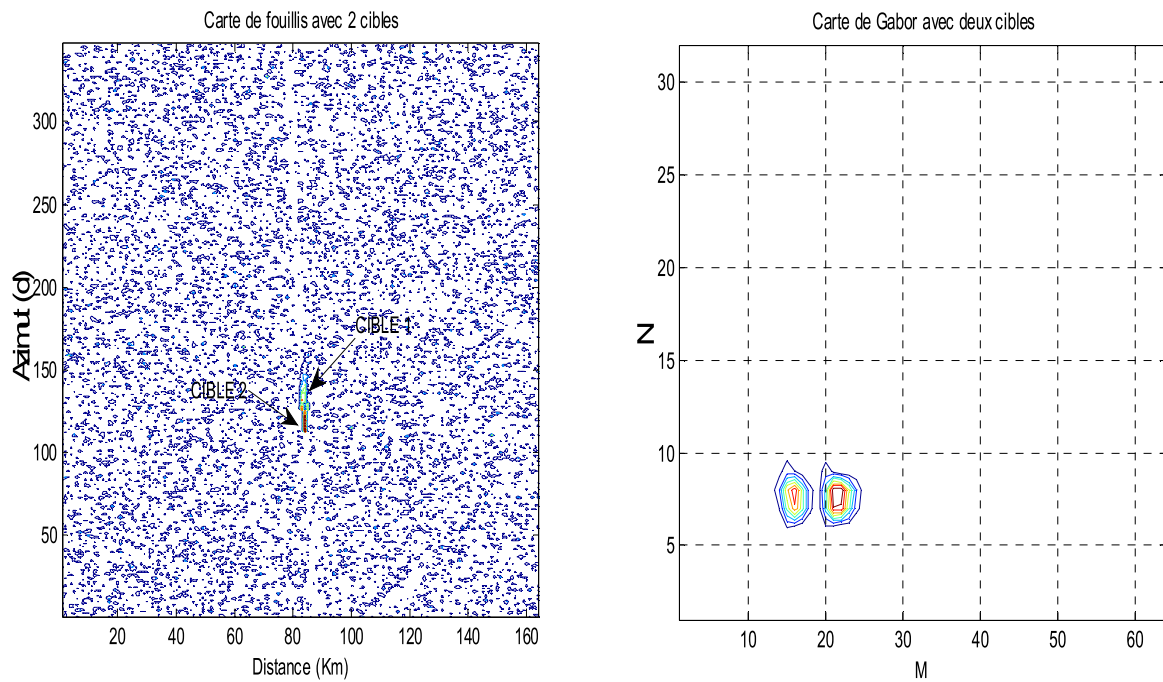 Carte de fouillis avec 2 cibles
300
250
200
150
100
50
Azimut (d)
CIBLE 1
CIBLE 2
20 40 60 80 100 120 140 160
Distance (Km)
Carte de Gabor avec deux cibles
30
25
20
15
10
5
N
10 20 30 40 50 60
M